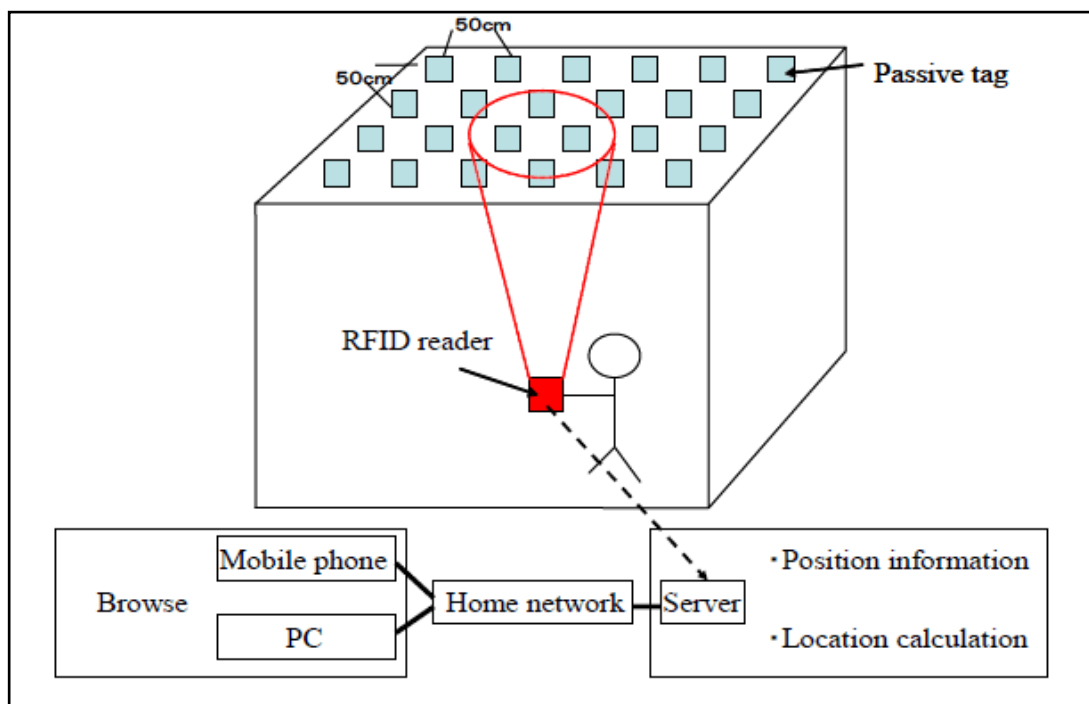 50cm
50cm
Passive tag
RFID reader
Mobile phone
Browse
PC
Home network
Server
・Position information
・Location calculation